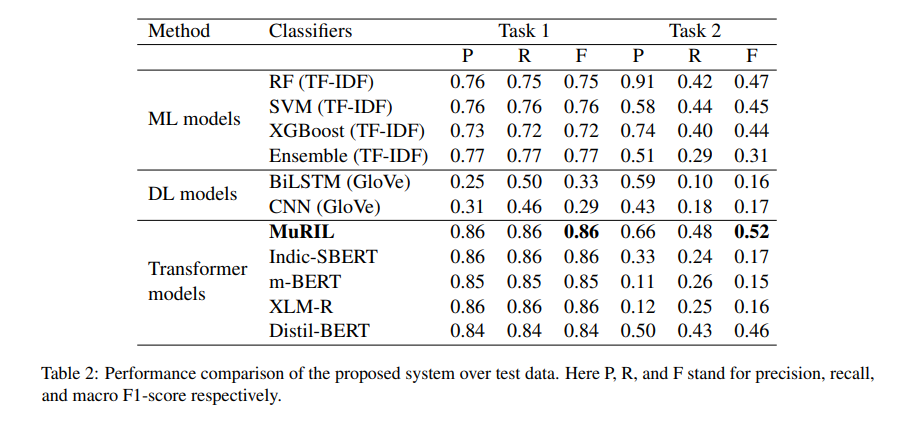 Method Classifiers Task 1 Task 2
P R F P R F
RF (TF-IDF) 0.76 0.75 0.75 0.91 0.42 0.47
SVM (TF-IDF) 0.76 0.76 0.76 0.58 0.44 0.45
ML models
XGBoost (TF-IDF) 0.73 0.72 0.72 0.74 0.40 0.44
Ensemble (TF-IDF) 0.77 0.77 0.77 0.51 0.29 0.31
BiLSTM (GloVe) 0.25 0.50 0.33 0.59 0.10 0.16
DL models
CNN (GloVe) 0.31 0.46 0.29 0.43 0.18 0.17
MuRIL 0.86 0.86 0.86 0.66 0.48 0.52
Indic-SBERT 0.86 0.86 0.86 0.33 0.24 0.17
Transformer
m-BERT 0.85 0.85 0.85 0.11 0.26 0.15
models
XLM-R 0.86 0.86 0.86 0.12 0.25 0.16
Distil-BERT 0.84 0.84 0.84 0.50 0.43 0.46
Table 2: Performance comparison of the proposed system over test data. Here P, R, and F stand for precision, recall,
and macro F1-score respectively.